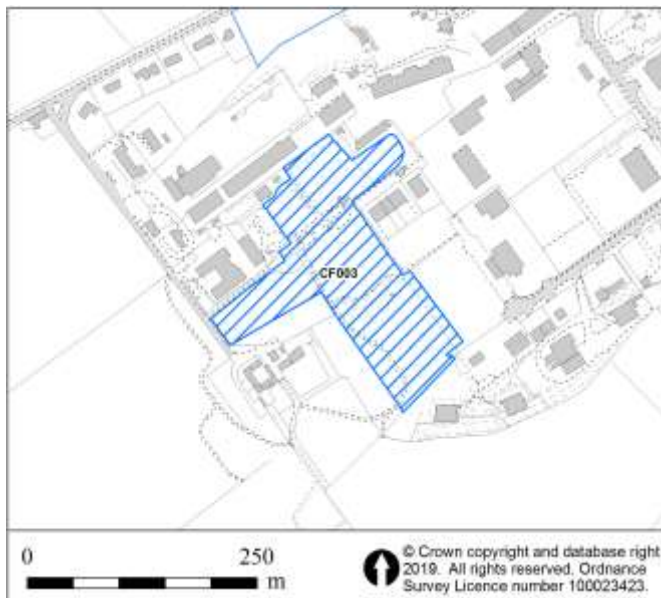 CF003
0 250
m
© Crown copyright and database right
2019. All rights reserved. Ordnance
Survey Licence number 100023423.